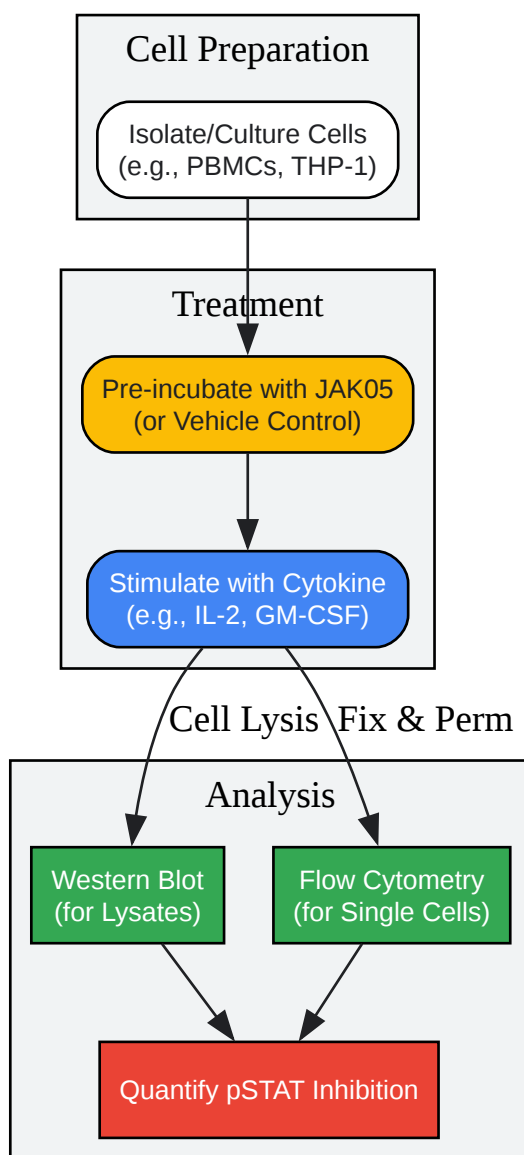 Cell Preparation
Isolate/Culture Cells
(e.g., PBMCs, THP-1)
Treatment
Pre-incubate with JAK05
(or Vehicle Control)
Stimulate with Cytokine
(e.g., IL-2, GM-CSF)
Cell Lysis
Fix & Perm
Analysis
Western Blot
(for Lysates)
Flow Cytometry
(for Single Cells)
Quantify pSTAT Inhibition